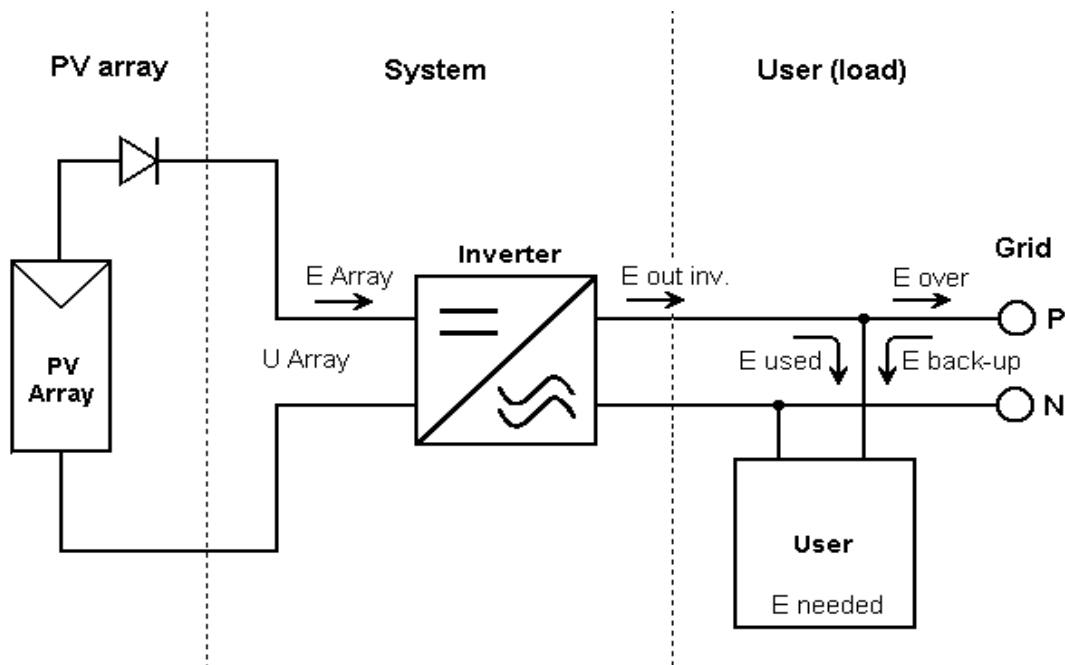 PV array
System
User (load)
Inverter
Grid
E Array
E out inv.
E over
P
U Array
E used
E back-up
PV
Array
N
User
E needed